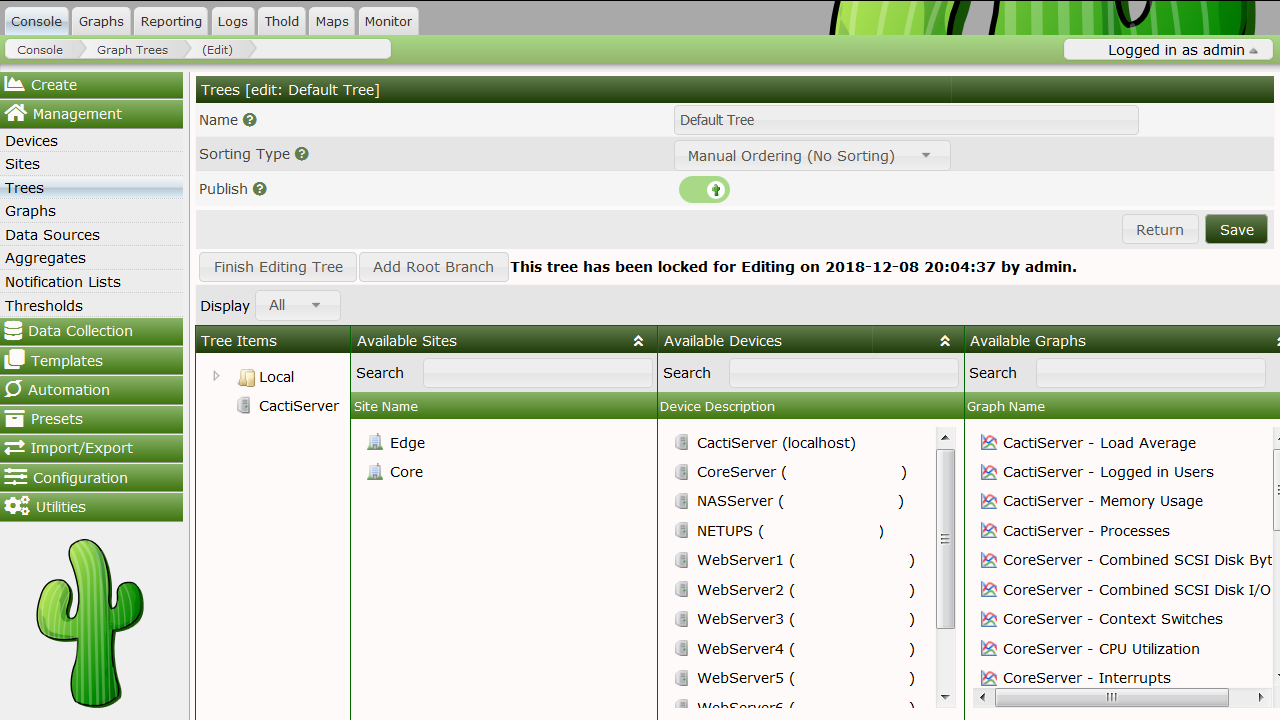 Console Graphs Reporting Logs Thold Maps Monitor
Console Graph Trees (Edit) Logged in as admin
Create
Management
Devices
Sites
Trees
Graphs
Data Sources
Aggregates
Notification Lists
Thresholds
Data Collection
Templates
Automation
Presets
Import/Export
Configuration
Utilities
Trees [edit: Default Tree]
Name ? Default Tree
Sorting Type ? Manual Ordering (No Sorting)
Publish ?
Return Save
Finish Editing Tree Add Root Branch This tree has been locked for Editing on 2018-12-08 20:04:37 by admin.
Display All
Tree Items
Local
CactiServer
Available Sites
Search
Site Name
Edge
Core
Available Devices
Search
Device Description
CactiServer (localhost)
CoreServer ( )
NASServer ( )
NETUPS ( )
WebServer1 ( )
WebServer2 ( )
WebServer3 ( )
WebServer4 ( )
WebServer5 ( )
WebServer6 ( )
Available Graphs
Search
Graph Name
CactiServer - Load Average
CactiServer - Logged in Users
CactiServer - Memory Usage
CactiServer - Processes
CoreServer - Combined SCSI Disk Byt
CoreServer - Combined SCSI Disk I/O
CoreServer - Context Switches
CoreServer - CPU Utilization
CoreServer - Interrupts